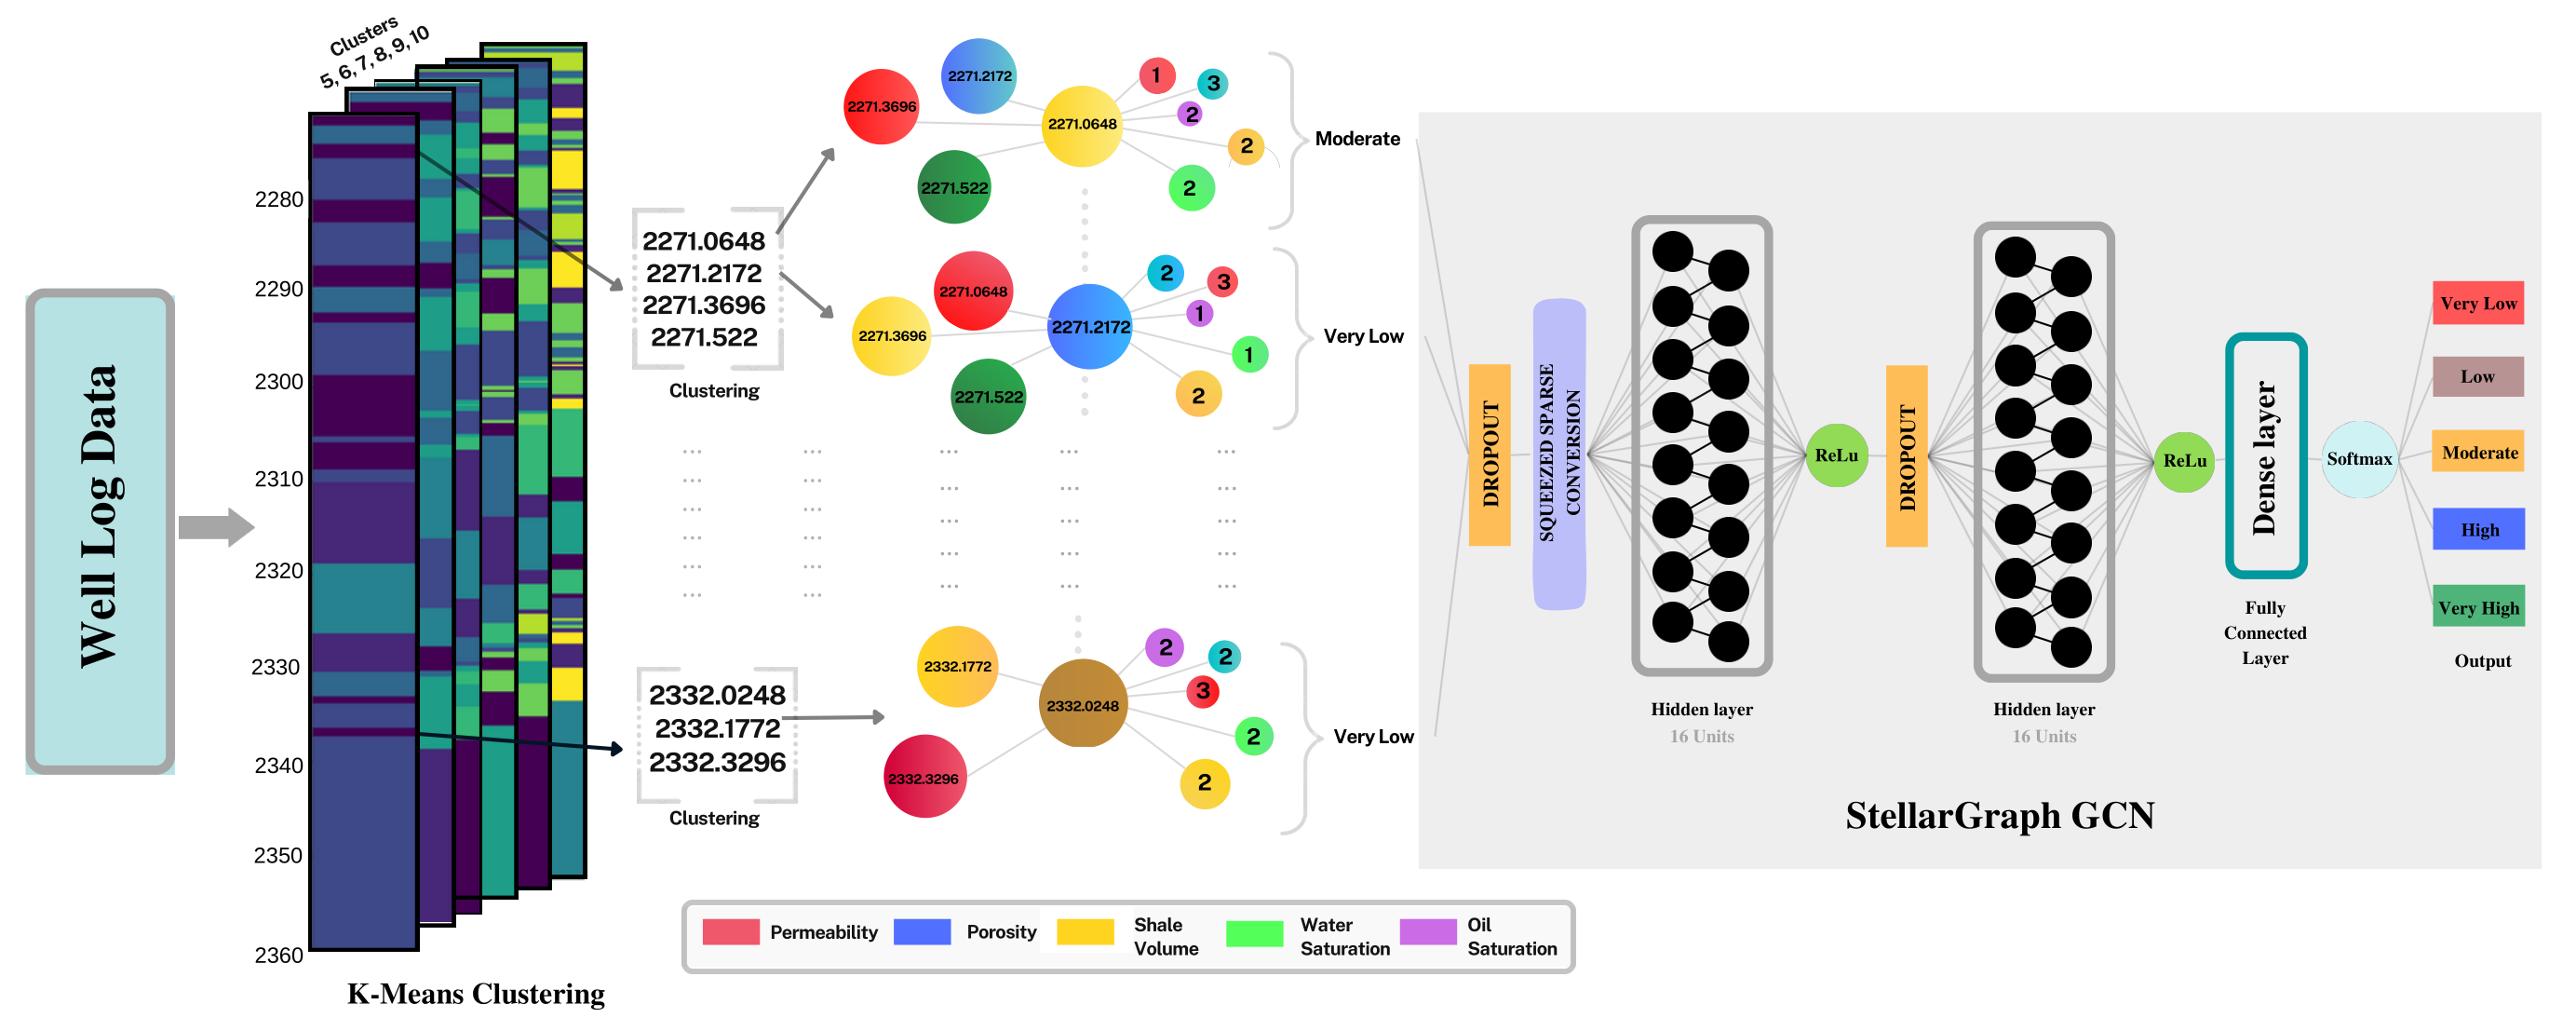 Well Log Data
Clusters
5, 6, 7, 8, 9, 10
2280
2290
2300
2310
2320
2330
2340
2350
2360
K-Means Clustering
2271.0648
2271.2172
2271.3696
2271.522
Clustering
2332.0248
2332.1772
2332.3296
Clustering
2271.3696
2271.2172
2271.522
2271.0648
1
3
2
2
2
Moderate
2271.0648
2271.3696
2271.522
2271.2172
2
3
1
1
2
Very Low
2332.1772
2332.3296
2332.0248
2
2
3
2
2
Very Low
Permeability
Porosity
Shale
Volume
Water
Saturation
Oil
Saturation
DROPOUT
SQUEEZED SPARSE
CONVERSION
Hidden layer
16 Units
ReLu
DROPOUT
Hidden layer
16 Units
ReLu
Dense layer
Fully
Connected
Layer
Softmax
Very Low
Low
Moderate
High
Very High
Output
StellarGraph GCN